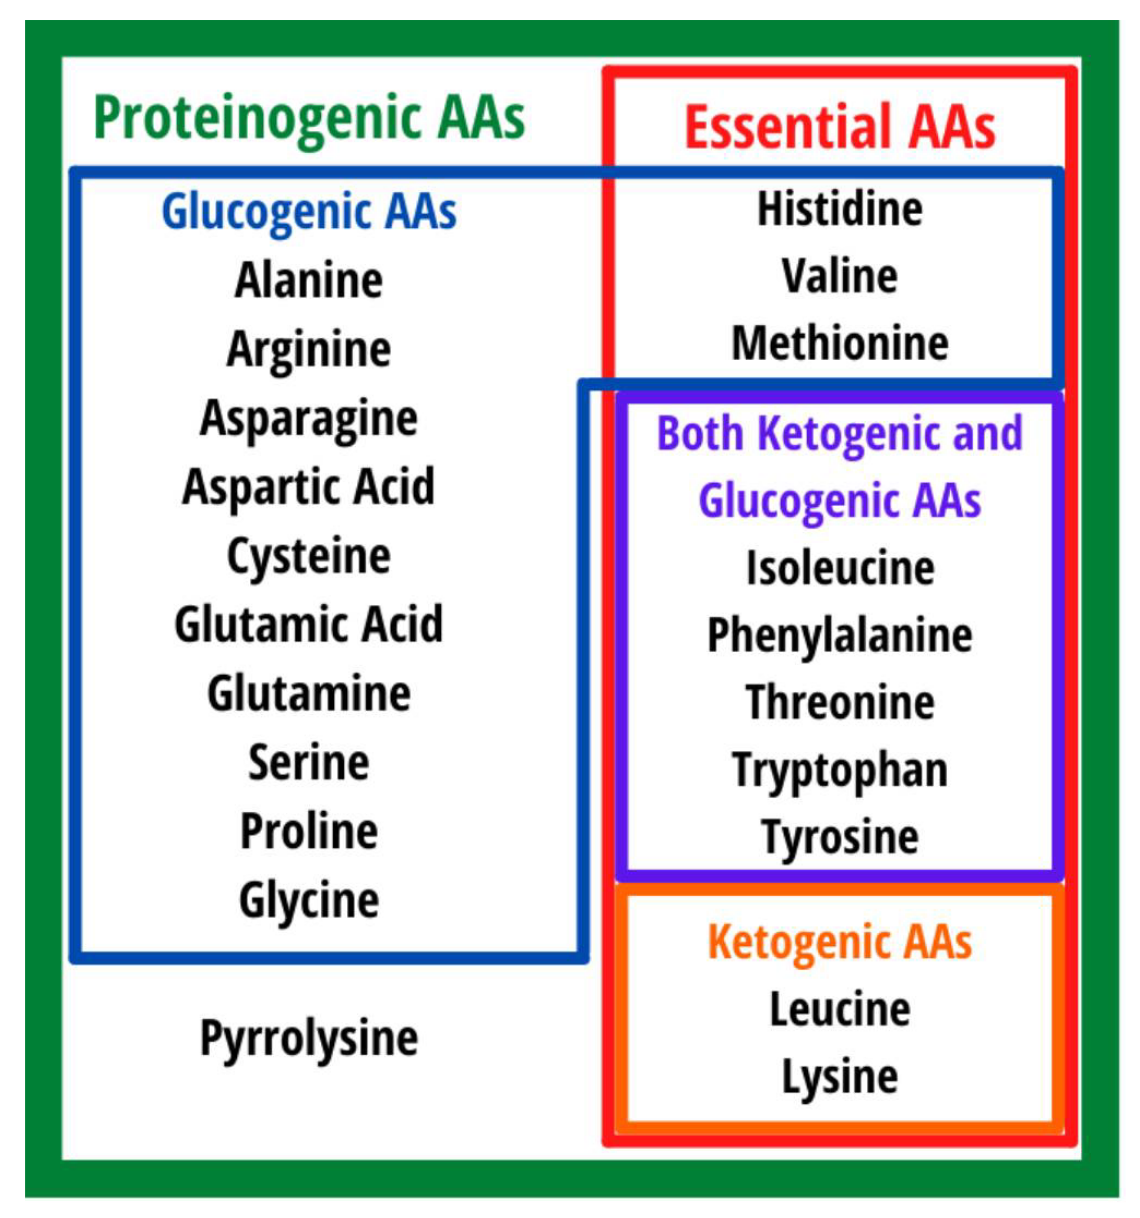 Proteinogenic AAs
Glucogenic AAs
Alanine
Arginine
Asparagine
Aspartic Acid
Cysteine
Glutamic Acid
Glutamine
Serine
Proline
Glycine
Pyrrolysine
Essential AAs
Histidine
Valine
Methionine
Both Ketogenic and
Glucogenic AAs
Isoleucine
Phenylalanine
Threonine
Tryptophan
Tyrosine
Ketogenic AAs
Leucine
Lysine